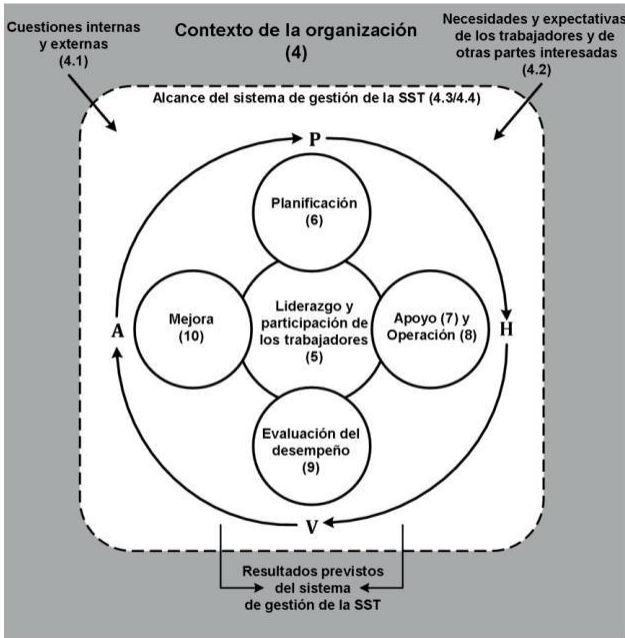 Cuestiones internas
y externas
(4.1)
Contexto de la organización
(4)
Necesidades y expectativas
de los trabajadores y de
otras partes interesadas
(4.2)
Alcance del sistema de gestión de la SST (4.3/4.4)
P
Planificación
(6)
A
Mejora
(10)
Liderazgo y
participación de
los trabajadores
(5)
Apoyo (7) y
Operación (8)
H
Evaluación del
desempeño
(9)
V
Resultados previstos
del sistema
de gestión de la SST